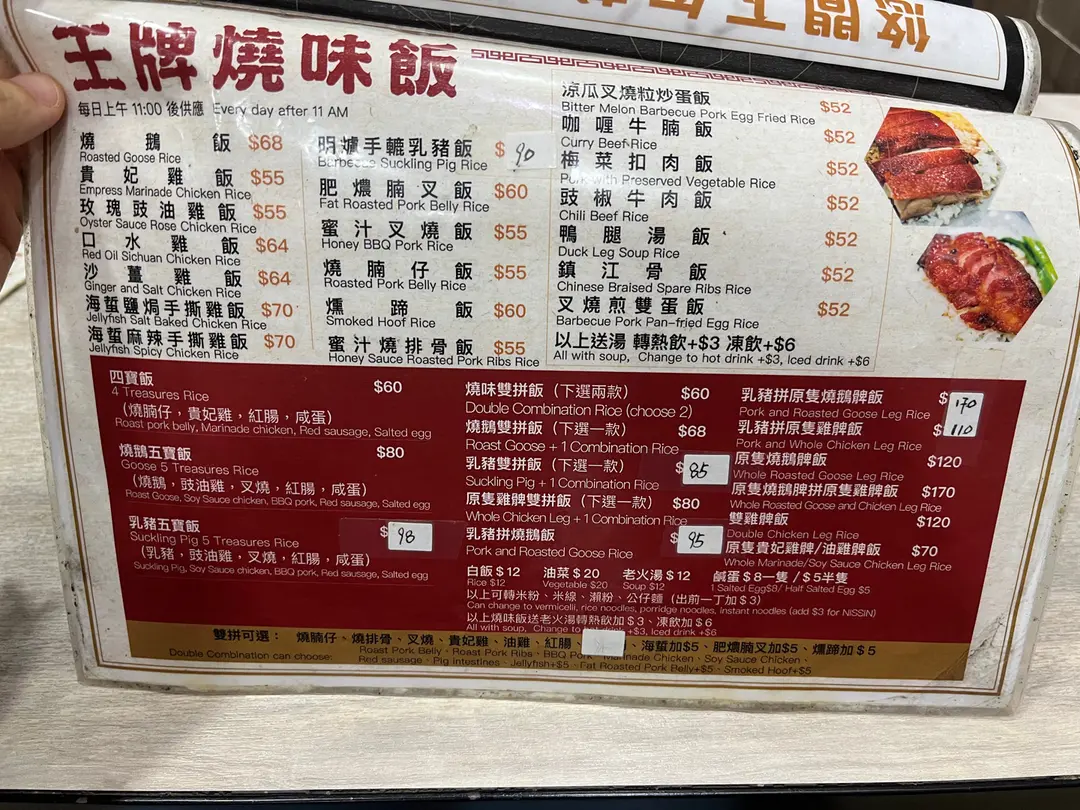 王牌燒味飯
每日上午 11:00 後供應 Every day after 11 AM
燒鵝飯 $68
Roasted Goose Rice
貴妃雞飯 $55
Empress Marinade Chicken Rice
玫瑰豉油雞飯 $55
Oyster Sauce Rose Chicken Rice
口水雞飯 $64
Red Oil Sichuan Chicken Rice
沙薑雞飯 $64
Ginger and Salt Chicken Rice
海蜇鹽焗手撕雞飯 $70
Jellyfish Salt Baked Chicken Rice
海蜇麻辣手撕雞飯 $70
Jellyfish Spicy Chicken Rice
明爐手轆乳豬飯 $ 90
Barbecue Suckling Pig Rice
肥燶腩叉飯 $60
Fat Roasted Pork Belly Rice
蜜汁叉燒飯 $55
Honey BBQ Pork Rice
燒腩仔飯 $55
Roasted Pork Belly Rice
燻蹄飯 $60
Smoked Hoof Rice
蜜汁燒排骨飯 $55
Honey Sauce Roasted Pork Ribs Rice
涼瓜叉燒粒炒蛋飯 $52
Bitter Melon Barbecue Pork Egg Fried Rice
咖喱牛腩飯 $52
Curry Beef Rice
梅菜扣肉飯 $52
Pork with Preserved Vegetable Rice
豉椒牛肉飯 $52
Chili Beef Rice
鴨腿湯飯 $52
Duck Leg Soup Rice
鎮江骨飯 $52
Chinese Braised Spare Ribs Rice
叉燒煎雙蛋飯 $52
Barbecue Pork Pan-fried Egg Rice
以上送湯 轉熱飲+$3 凍飲+$6
All with soup, Change to hot drink +$3, Iced drink +$6
四寶飯 $60
4 Treasures Rice
（燒腩仔，貴妃雞，紅腸，咸蛋）
Roast pork belly, Marinade chicken, Red sausage, Salted egg
燒鵝五寶飯 $80
Goose 5 Treasures Rice
（燒鵝，豉油雞，叉燒，紅腸，咸蛋）
Roast Goose, Soy Sauce chicken, BBQ pork, Red sausage, Salted egg
乳豬五寶飯 $ 98
Suckling Pig 5 Treasures Rice
（乳豬，豉油雞，叉燒，紅腸，咸蛋）
Suckling Pig, Soy Sauce chicken, BBQ pork, Red sausage, Salted egg
燒味雙拼飯（下選兩款） $60
Double Combination Rice (choose 2)
燒鵝雙拼飯（下選一款） $68
Roast Goose + 1 Combination Rice
乳豬雙拼飯（下選一款） $ 85
Suckling Pig + 1 Combination Rice
原隻雞髀雙拼飯（下選一款） $80
Whole Chicken Leg + 1 Combination Rice
乳豬拼燒鵝飯 $ 95
Pork and Roasted Goose Rice
乳豬拼原隻燒鵝髀飯 $ 170
Pork and Roasted Goose Leg Rice
乳豬拼原隻雞髀飯 $ 110
Pork and Whole Chicken Leg Rice
原隻燒鵝髀飯 $120
Whole Roasted Goose Leg Rice
原隻燒鵝髀拼原隻雞髀飯 $170
Whole Roasted Goose and Chicken Leg Rice
雙雞髀飯 $120
Double Chicken Leg Rice
原隻貴妃雞髀/油雞髀飯 $70
Whole Marinade/Soy Sauce Chicken Leg Rice
白飯 $12 油菜 $20 老火湯 $12 鹹蛋 $8一隻 / $5半隻
Rice $12 Vegetable $20 Soup $12 1 Salted Egg$8/ Half Salted Egg $5
以上可轉米粉、米線、瀨粉、公仔麵（出前一丁加 $3）
Can change to vermicelli, rice noodles, porridge noodles, instant noodles (add $3 for NISSIN)
以上燒味飯送老火湯轉熱飲加 $3、凍飲加 $6
All with soup, Change to hot drink +$3, Iced drink +$6
雙拼可選： 燒腩仔、燒排骨、叉燒、貴妃雞、油雞、紅腸 、海蜇加$5、肥燶腩叉加$5、燻蹄加$5
Double Combination can choose: Roast Pork Belly、Roast Pork Ribs、BBQ Pork、Marinade Chicken、Soy Sauce Chicken、
Red sausage、Pig Intestines、Jellyfish+$5、Fat Roasted Pork Belly+$5、Smoked Hoof+$5